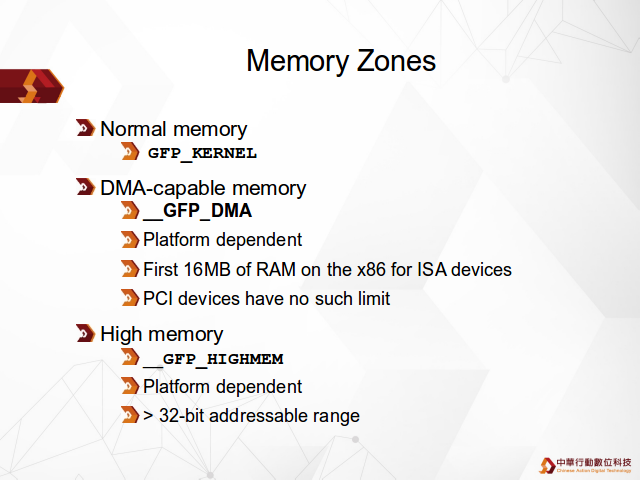 Memory Zones
Normal memory
GFP_KERNEL
DMA-capable memory
__GFP_DMA
Platform dependent
First 16MB of RAM on the x86 for ISA devices
PCI devices have no such limit
High memory
__GFP_HIGHMEM
Platform dependent
> 32-bit addressable range
中華行動數位科技
Chinese Action Digital Technology